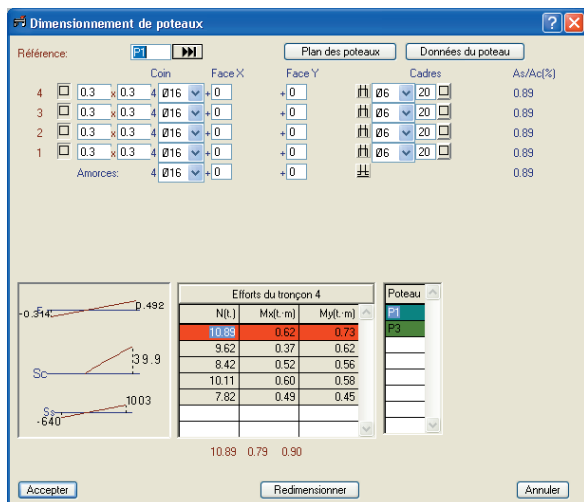 Dimensionnement de poteaux
Référence: P1 Plan des poteaux Données du poteau
Coin Face X Face Y Cadres As/Ac(%)
4 0.3 x 0.3 4 Ø16 +0 +0 Ø6 20 0.89
3 0.3 x 0.3 4 Ø16 +0 +0 Ø6 20 0.89
2 0.3 x 0.3 4 Ø16 +0 +0 Ø6 20 0.89
1 0.3 x 0.3 4 Ø16 +0 +0 Ø6 20 0.89
Amorces: 4 Ø16 +0 +0 0.89
-0.314 0.492
Sc 39.9
Ss -640 1003
Efforts du tronçon 4
N(t.) Mx(t.·m) My(t.·m)
10.89 0.62 0.73
9.62 0.37 0.62
8.42 0.52 0.56
10.11 0.60 0.58
7.82 0.49 0.45
10.89 0.79 0.90
Poteau
P1
P3
Accepter Redimensionner Annuler